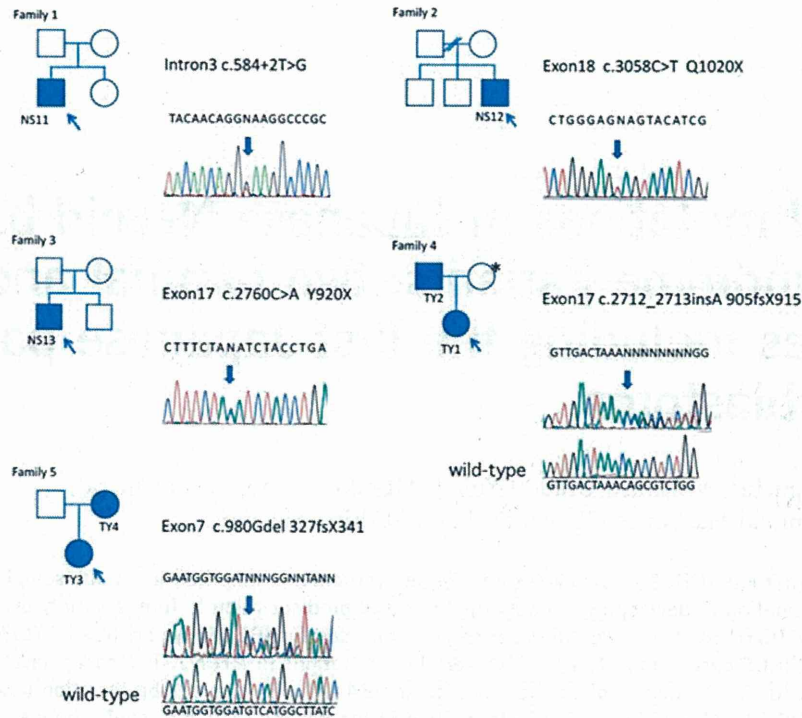 Family 1
Intron3 c.584+2T>G
NS11
TACAACAGGNAAGGCCCGC
Family 2
Exon18 c.3058C>T Q1020X
NS12
CTGGGAGNAGTACATCG
Family 3
Exon17 c.2760C>A Y920X
NS13
CTTTCTANATCTACCTGA
Family 4
*
TY2
Exon17 c.2712_2713insA 905fsX915
TY1
GTTGACTAAANNNNNNNNGG
wild-type
GTTGACTAAACAGCGTCTGG
Family 5
TY4
Exon7 c.980Gdel 327fsX341
TY3
GAATGGTGGATNNNGGNNTANN
wild-type
GAATGGTGGATGTCATGGCTTATC